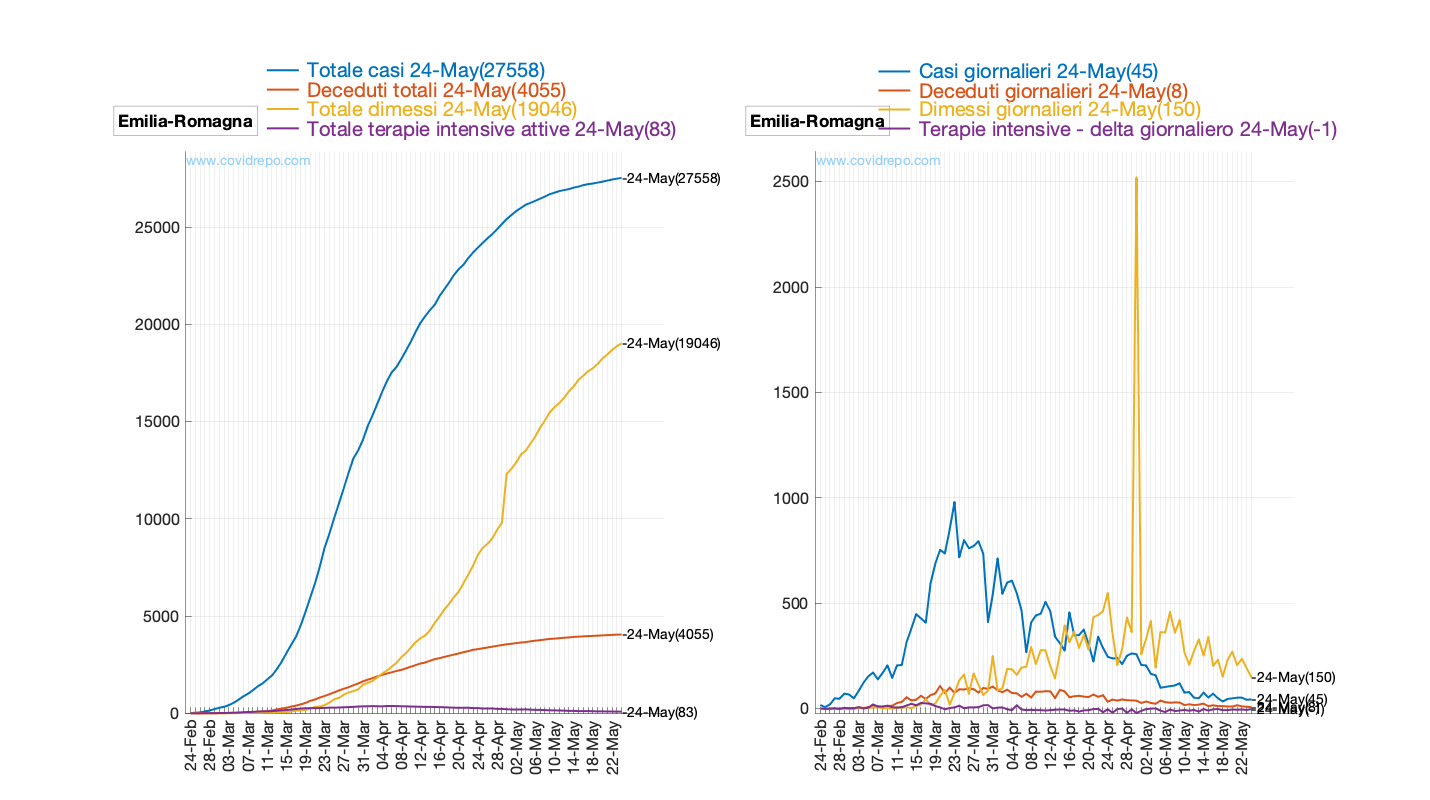 Totale casi 24-May(27558)
Deceduti totali 24-May(4055)
Totale dimessi 24-May(19046)
Totale terapie intensive attive 24-May(83)
Emilia-Romagna
www.covidrepo.com
25000
20000
15000
10000
5000
0
-24-May(27558)
-24-May(19046)
-24-May(4055)
-24-May(83)
24-Feb
28-Feb
03-Mar
07-Mar
11-Mar
15-Mar
19-Mar
23-Mar
27-Mar
31-Mar
04-Apr
08-Apr
12-Apr
16-Apr
20-Apr
24-Apr
28-Apr
02-May
06-May
10-May
14-May
18-May
22-May
Casi giornalieri 24-May(45)
Deceduti giornalieri 24-May(8)
Dimessi giornalieri 24-May(150)
Terapie intensive - delta giornaliero 24-May(-1)
Emilia-Romagna
www.covidrepo.com
2500
2000
1500
1000
500
0
-24-May(150)
-24-May(45)
-24-May(8)
-24-May(-1)
24-Feb
28-Feb
03-Mar
07-Mar
11-Mar
15-Mar
19-Mar
23-Mar
27-Mar
31-Mar
04-Apr
08-Apr
12-Apr
16-Apr
20-Apr
24-Apr
28-Apr
02-May
06-May
10-May
14-May
18-May
22-May